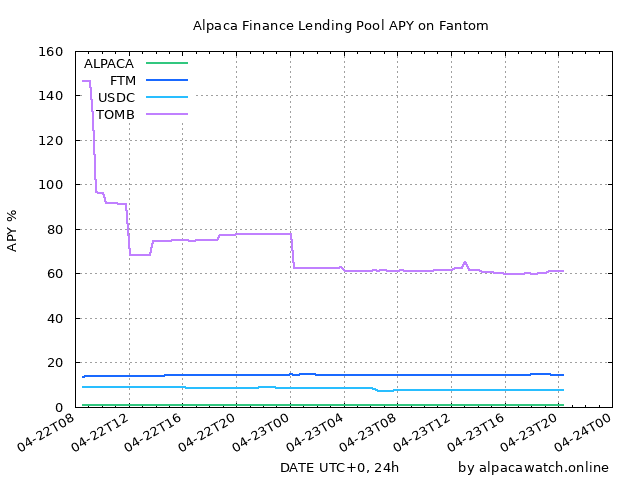 Alpaca Finance Lending Pool APY on Fantom
APY %
160
140
120
100
80
60
40
20
0
ALPACA
FTM
USDC
TOMB
04-22T08
04-22T12
04-22T16
04-22T20
04-23T00
04-23T04
04-23T08
04-23T12
04-23T16
04-23T20
04-24T00
DATE UTC+0, 24h
by alpacawatch.online